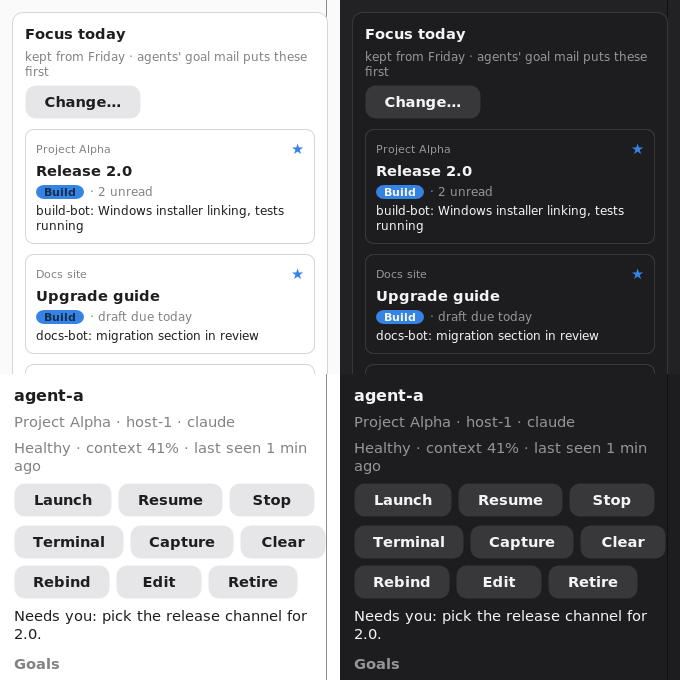 Focus today
kept from Friday · agents' goal mail puts these
first
Change...
Project Alpha ★
Release 2.0
Build · 2 unread
build-bot: Windows installer linking, tests
running
Docs site ★
Upgrade guide
Build · draft due today
docs-bot: migration section in review
agent-a
Project Alpha · host-1 · claude
Healthy · context 41% · last seen 1 min
ago
Launch Resume Stop
Terminal Capture Clear
Rebind Edit Retire
Needs you: pick the release channel for
2.0.
Goals
Focus today
kept from Friday · agents' goal mail puts these
first
Change...
Project Alpha ★
Release 2.0
Build · 2 unread
build-bot: Windows installer linking, tests
running
Docs site ★
Upgrade guide
Build · draft due today
docs-bot: migration section in review
agent-a
Project Alpha · host-1 · claude
Healthy · context 41% · last seen 1 min
ago
Launch Resume Stop
Terminal Capture Clear
Rebind Edit Retire
Needs you: pick the release channel for
2.0.
Goals